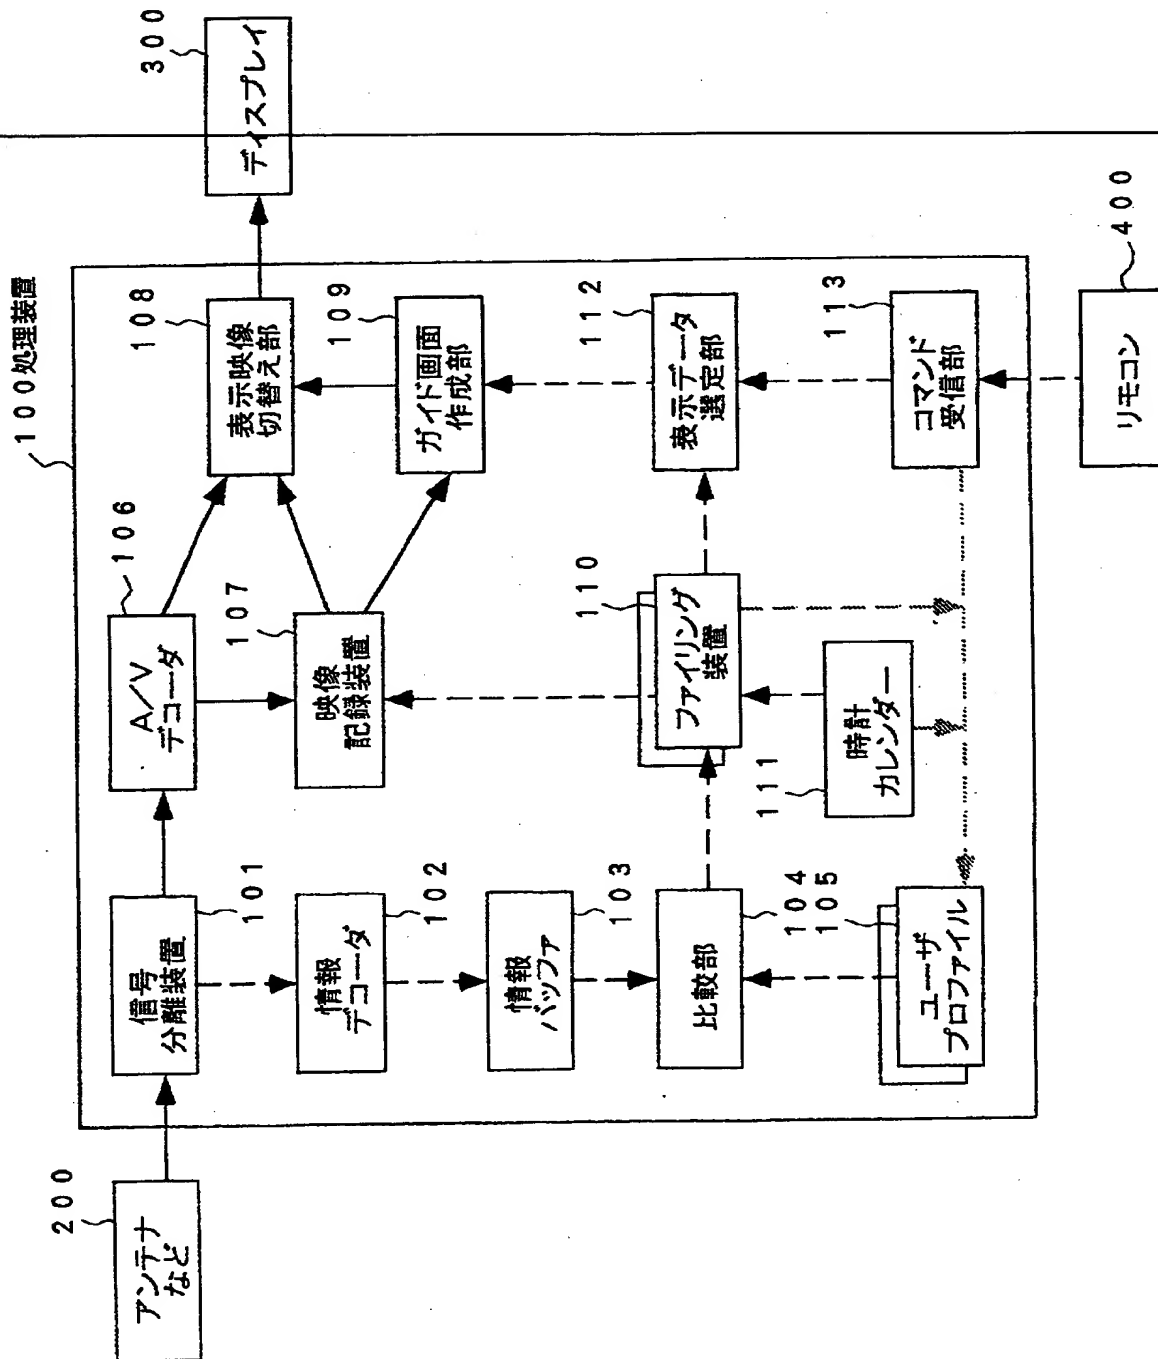 100処理装置
200
アンテナ
など
信号
分離装置
101
A/V
デコーダ
106
表示映像
切替え部
108
ディスプレイ
300
情報
デコーダ
102
映像
記録装置
107
ガイド画面
作成部
109
情報
バッファ
103
比較部
104
ファイリング
装置
110
表示データ
選定部
112
ユーザ
プロファイル
105
時計
カレンダー
111
コマンド
受信部
113
リモコン
400